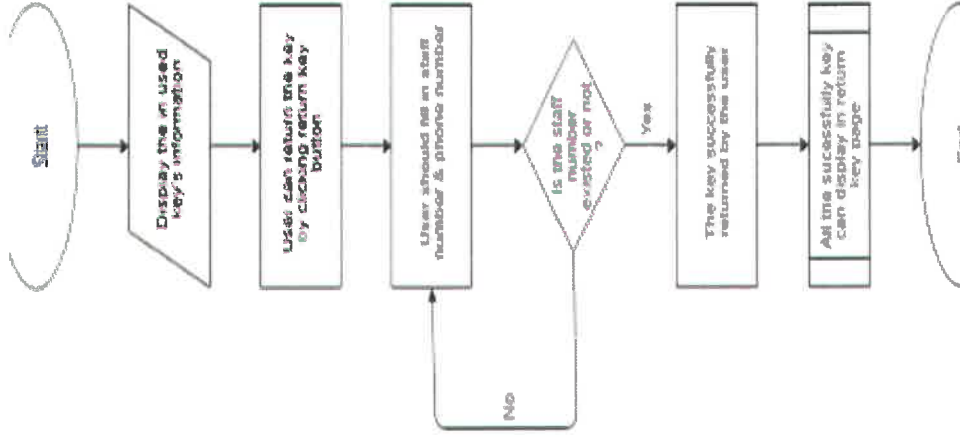 Start
Display the in used
key's information
User can return the key
by clicking return key
button
User should fill in staff
number & phone number
Is the staff
number
existed or not
?
No
Yes
The key successfully
returned by the user
All the sucessfully key
can display in return
key page